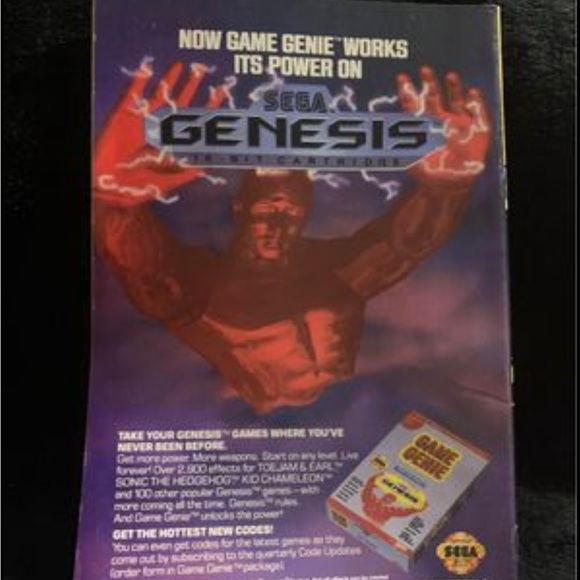 NOW GAME GENIE™ WORKS
ITS POWER ON
SEGA
GENESIS
16-BIT CARTRIDGE
TAKE YOUR GENESIS™ GAMES WHERE YOU'VE
NEVER BEEN BEFORE.
Get more power. More weapons. Start on any level. Live
forever! Over 2,900 effects for TOEJAM & EARL™
SONIC THE HEDGEHOG™ KID CHAMELEON™
and 100 other popular Genesis™ games – with
more coming all the time. Genesis™ rules.
And Game Genie™ unlocks the power!
GET THE HOTTEST NEW CODES!
You can even get codes for the latest games as they
come out by subscribing to the quarterly Code Updates
(order form in Game Genie™ package).
GAME
GENIE
GENESIS
SEGA